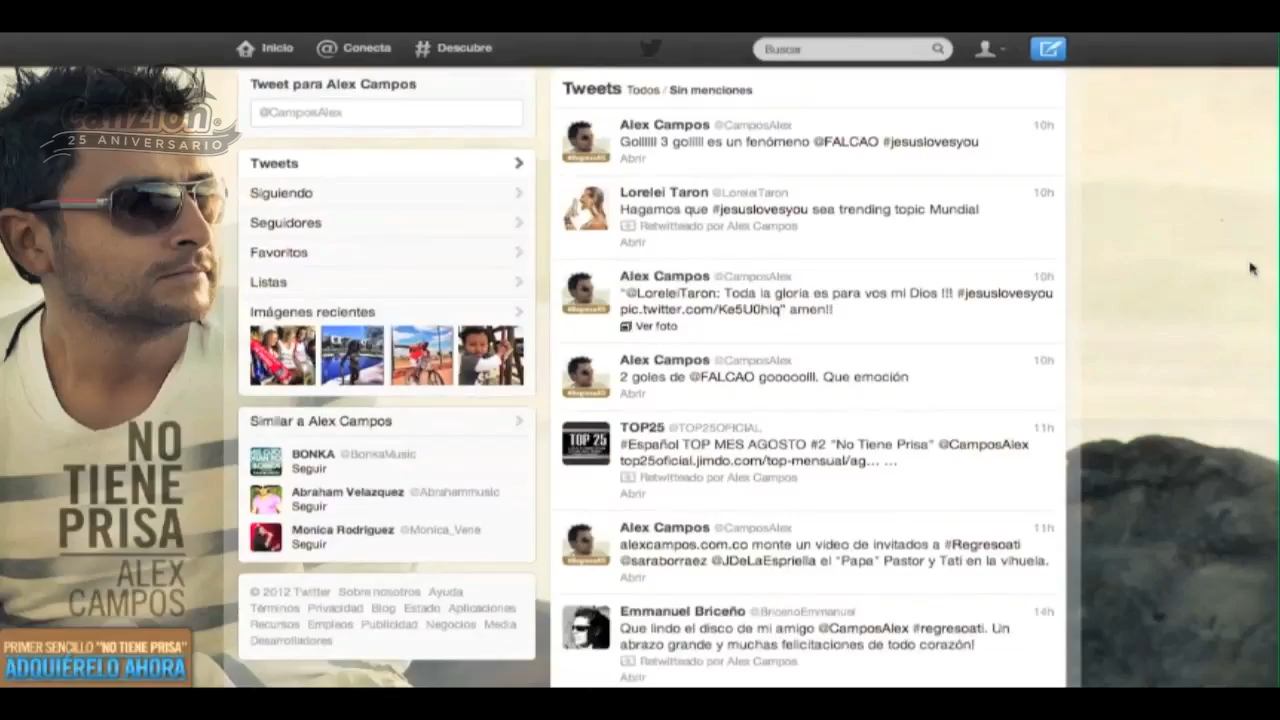 Inicio
Conecta
Descubre
Buscar
canzion
25 ANIVERSARIO
NO
TIENE
PRISA
ALEX
CAMPOS
PRIMER SENCILLO "NO TIENE PRISA"
ADQUIÉRELO AHORA
Tweet para Alex Campos
@CamposAlex
Tweets
Siguiendo
Seguidores
Favoritos
Listas
Imágenes recientes
Similar a Alex Campos
BONKA @BonkaMusic
Seguir
Abraham Velazquez @Abrahammusic
Seguir
Monica Rodriguez @Monica_Vene
Seguir
© 2012 Twitter Sobre nosotros Ayuda
Términos Privacidad Blog Estado Aplicaciones
Recursos Empleos Publicidad Negocios Media
Desarrolladores
Tweets Todos / Sin menciones
Alex Campos @CamposAlex 10h
Gollllll 3 golllll es un fenómeno @FALCAO #jesuslovesyou
Abrir
Lorelei Taron @LoreleiTaron 10h
Hagamos que #jesuslovesyou sea trending topic Mundial
Retwitteado por Alex Campos
Abrir
Alex Campos @CamposAlex 10h
"@LoreleiTaron: Toda la gloria es para vos mi Dios !!! #jesuslovesyou
pic.twitter.com/Ke5U0hlq" amen!!
Ver foto
Alex Campos @CamposAlex 10h
2 goles de @FALCAO gooooolll. Que emoción
Abrir
TOP 25
TOP25 @TOP25OFICIAL 11h
#Español TOP MES AGOSTO #2 "No Tiene Prisa" @CamposAlex
top25oficial.jimdo.com/top-mensual/ag... ...
Retwitteado por Alex Campos
Abrir
Alex Campos @CamposAlex 11h
alexcampos.com.co monte un video de invitados a #Regresoati
@saraborraez @JDeLaEspriella el "Papa" Pastor y Tati en la vihuela.
Abrir
Emmanuel Briceño @BricenoEmmanuel 14h
Que lindo el disco de mi amigo @CamposAlex #regresoati. Un
abrazo grande y muchas felicitaciones de todo corazón!
Retwitteado por Alex Campos
Abrir